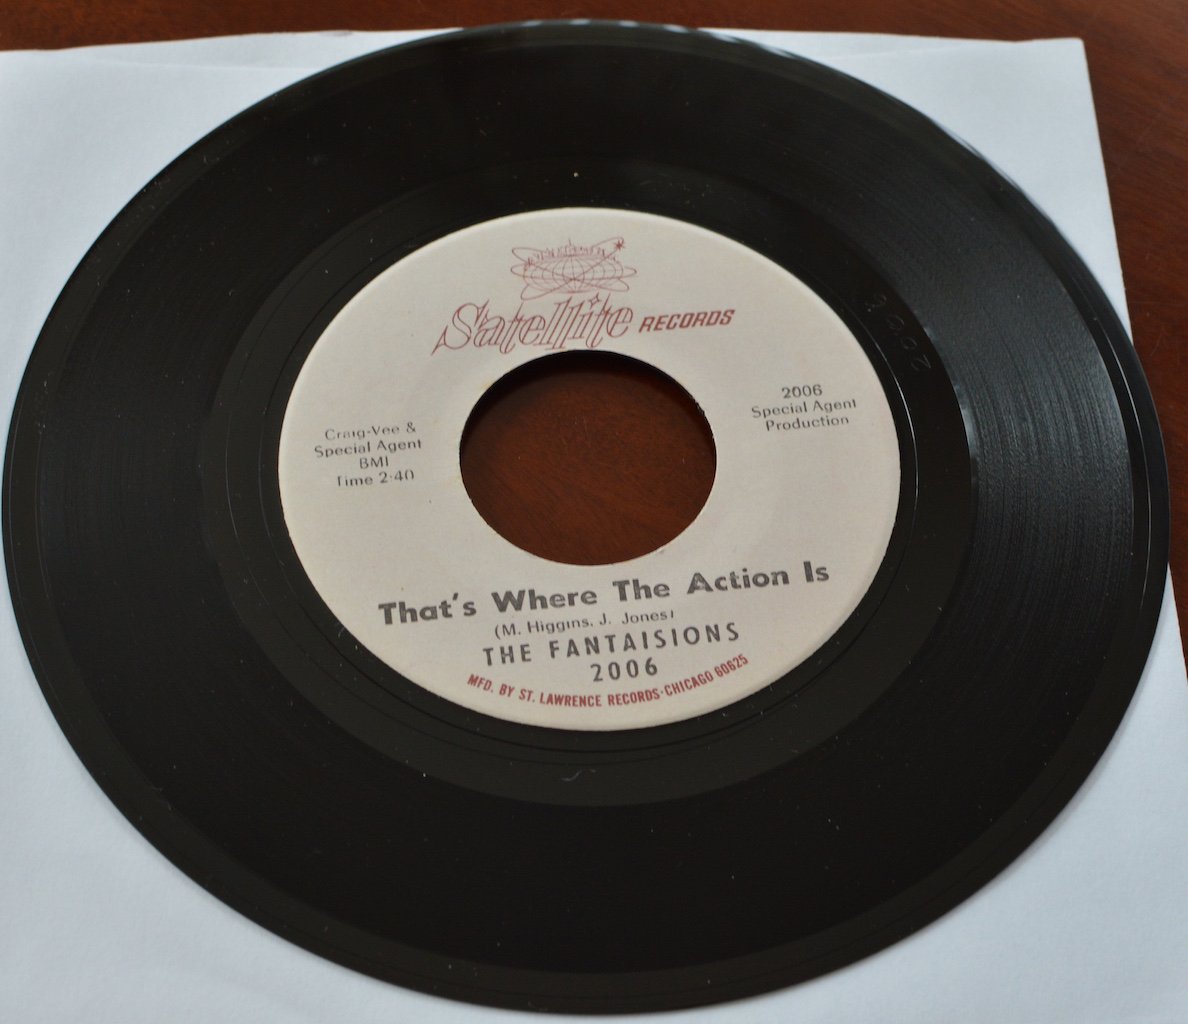 Satellite RECORDS
Craig-Vee &
Special Agent
BMI
Time 2:40
2006
Special Agent
Production
That's Where The Action Is
(M. Higgins, J. Jones)
THE FANTAISIONS
2006
MFD. BY ST. LAWRENCE RECORDS·CHICAGO 60625
2006